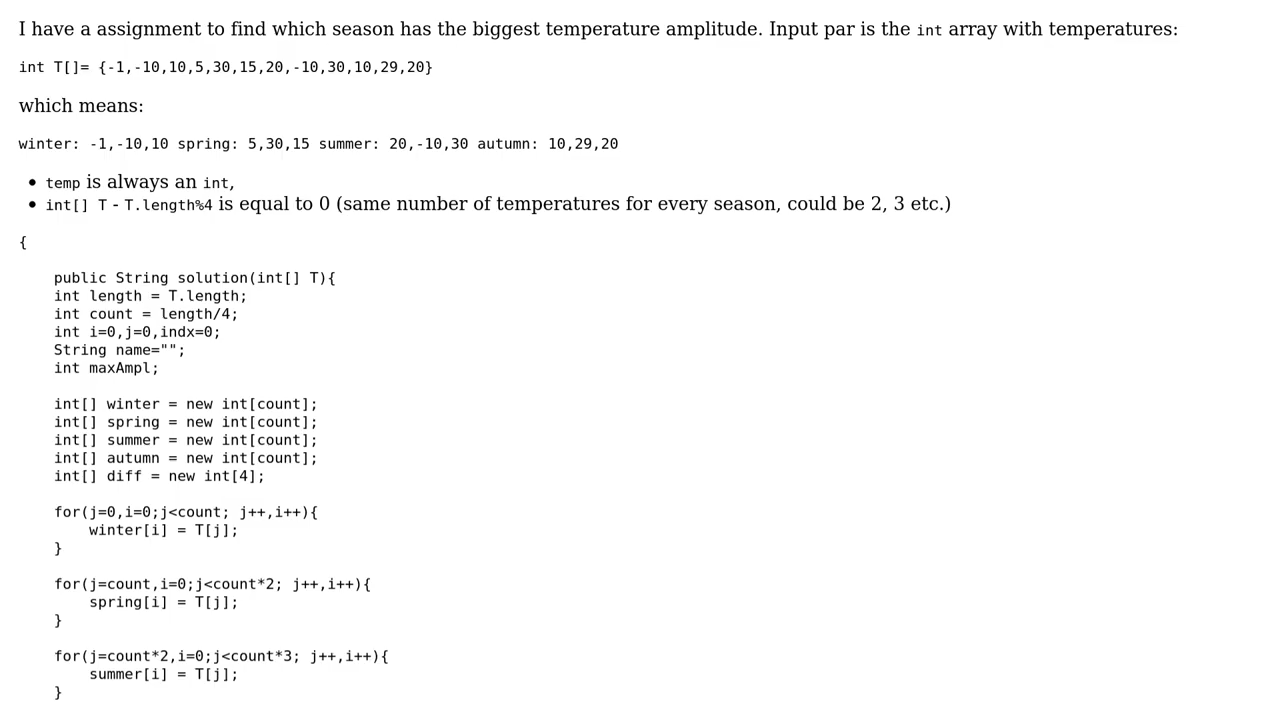 I have a assignment to find which season has the biggest temperature amplitude. Input par is the int array with temperatures:
int T[]= {-1,-10,10,5,30,15,20,-10,30,10,29,20}
which means:
winter: -1,-10,10 spring: 5,30,15 summer: 20,-10,30 autumn: 10,29,20
• temp is always an int,
• int[] T - T.length%4 is equal to 0 (same number of temperatures for every season, could be 2, 3 etc.)
{
    public String solution(int[] T){
    int length = T.length;
    int count = length/4;
    int i=0,j=0,indx=0;
    String name="";
    int maxAmpl;
    int[] winter = new int[count];
    int[] spring = new int[count];
    int[] summer = new int[count];
    int[] autumn = new int[count];
    int[] diff = new int[4];
    for(j=0,i=0;j<count; j++,i++){
        winter[i] = T[j];
    }
    for(j=count,i=0;j<count*2; j++,i++){
        spring[i] = T[j];
    }
    for(j=count*2,i=0;j<count*3; j++,i++){
        summer[i] = T[j];
    }